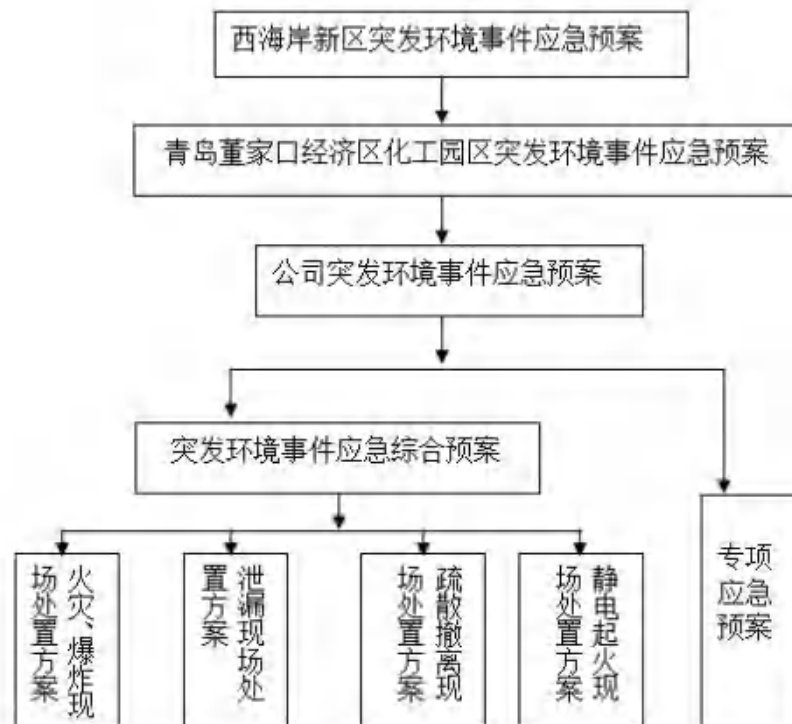 西海岸新区突发环境事件应急预案
青岛董家口经济区化工园区突发环境事件应急预案
公司突发环境事件应急预案
突发环境事件应急综合预案
火灾、爆炸现
场处置方案
泄漏现场处
置方案
疏散撤离现
场处置方案
静电起火现
场处置方案
专项
应急
预案